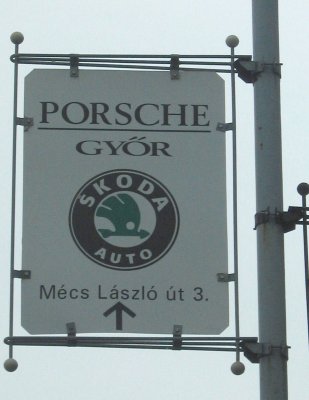 PORSCHE
GYŐR
ŠKODA
AUTO
Mécs László út 3.